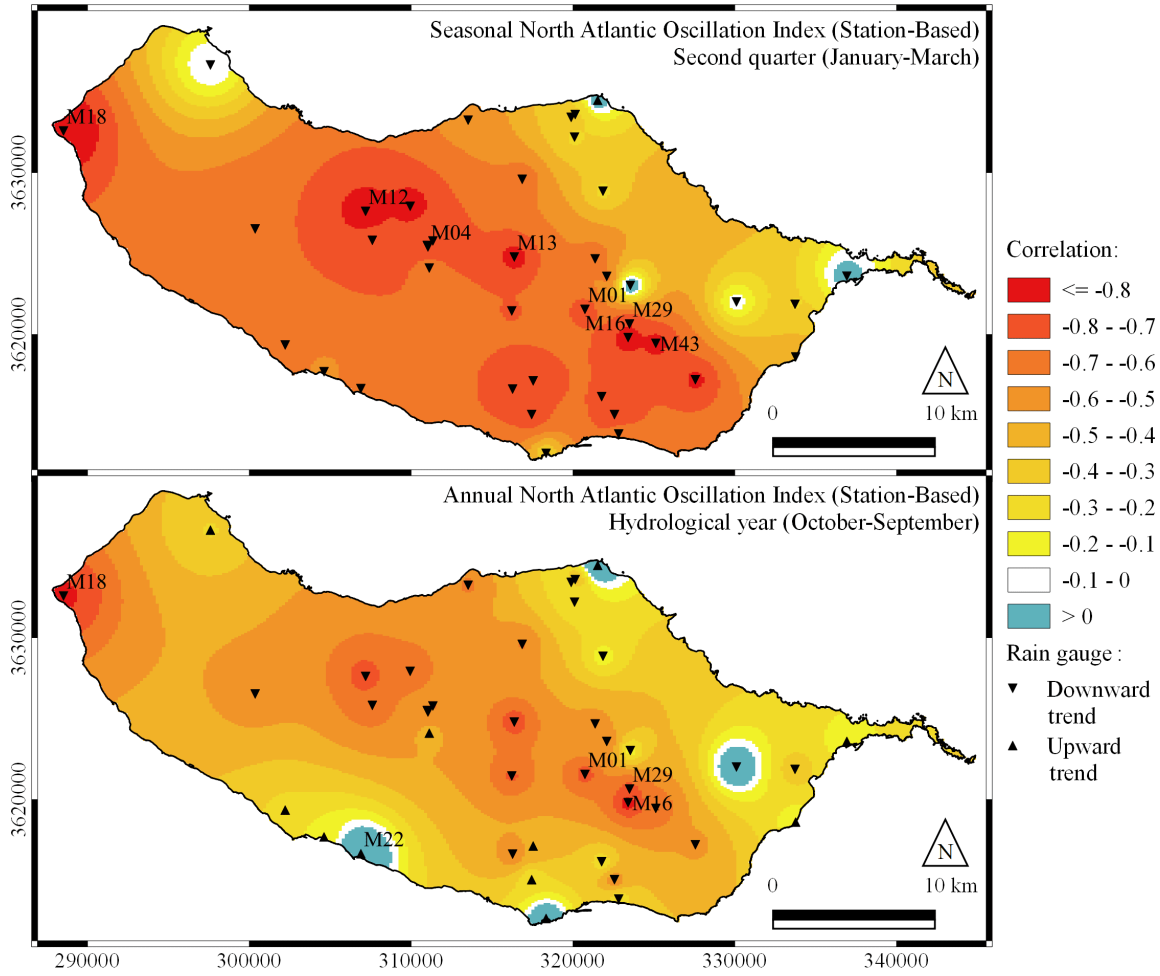 Seasonal North Atlantic Oscillation Index (Station-Based)
Second quarter (January-March)
M18
M12
M04
M13
M01
M29
M16
M43
N
0
10 km
3630000
3620000
Annual North Atlantic Oscillation Index (Station-Based)
Hydrological year (October-September)
M18
M01
M29
M16
M22
N
0
10 km
3630000
3620000
290000
300000
310000
320000
330000
340000
Correlation:
<= -0.8
-0.8 - -0.7
-0.7 - -0.6
-0.6 - -0.5
-0.5 - -0.4
-0.4 - -0.3
-0.3 - -0.2
-0.2 - -0.1
-0.1 - 0
> 0
Rain gauge :
Downward
trend
Upward
trend